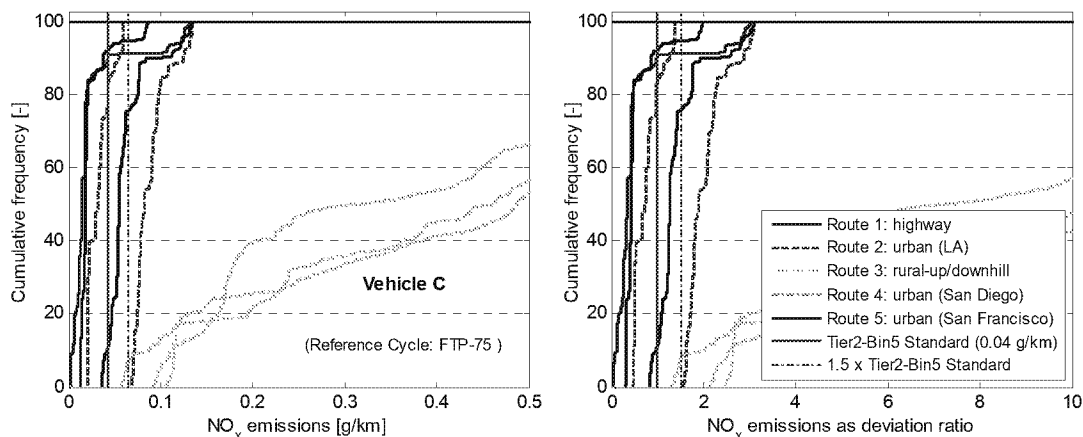 100
80
60
40
20
0
Cumulative frequency [-]
0 0.1 0.2 0.3 0.4 0.5
NOx emissions [g/km]
Vehicle C
(Reference Cycle: FTP-75 )
100
80
60
40
20
0
Cumulative frequency [-]
0 2 4 6 8 10
NOx emissions as deviation ratio
Route 1: highway
Route 2: urban (LA)
Route 3: rural-up/downhill
Route 4: urban (San Diego)
Route 5: urban (San Francisco)
Tier2-Bin5 Standard (0.04 g/km)
1.5 x Tier2-Bin5 Standard